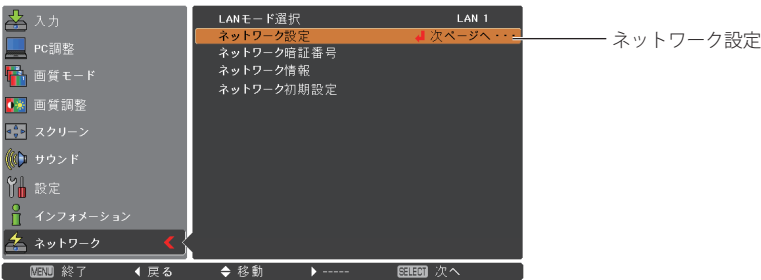 入力
PC調整
画質モード
画質調整
スクリーン
サウンド
設定
インフォメーション
ネットワーク
LANモード選択 LAN 1
ネットワーク設定 次ページへ・・・
ネットワーク暗証番号
ネットワーク情報
ネットワーク初期設定
ネットワーク設定
MENU 終了 戻る 移動 ----- SELECT 次へ